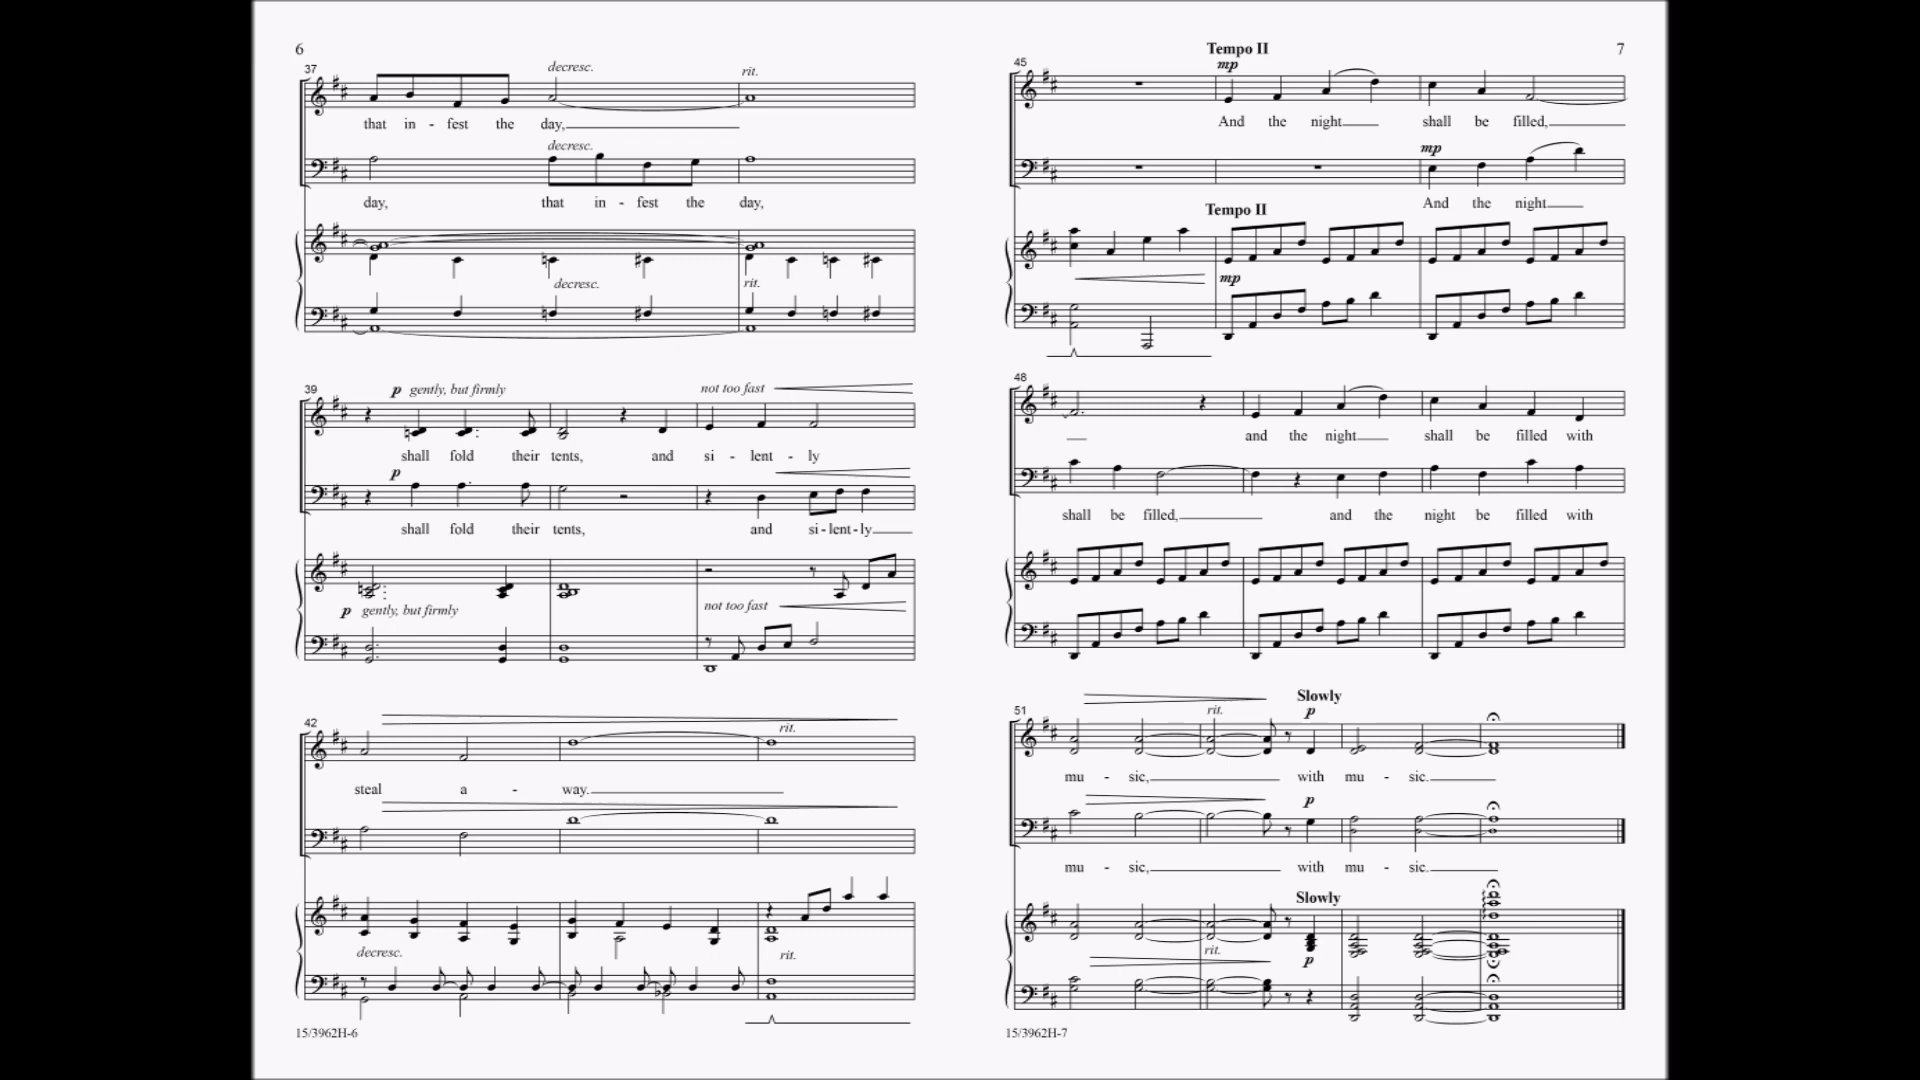 6
37
decresc.
rit.
that in - fest the day,
decresc.
day, that in - fest the day,
decresc.
rit.
39
p gently, but firmly
not too fast
shall fold their tents, and si - lent - ly
p
shall fold their tents, and si - lent - ly
p gently, but firmly
not too fast
42
rit.
steal a - way.
decresc.
rit.
15/3962H-6
Tempo II
7
45
mp
And the night shall be filled,
mp
And the night
Tempo II
mp
48
and the night shall be filled with
shall be filled, and the night be filled with
Slowly
51
rit.
p
mu - sic, with mu - sic.
p
mu - sic, with mu - sic.
Slowly
rit.
p
15/3962H-7